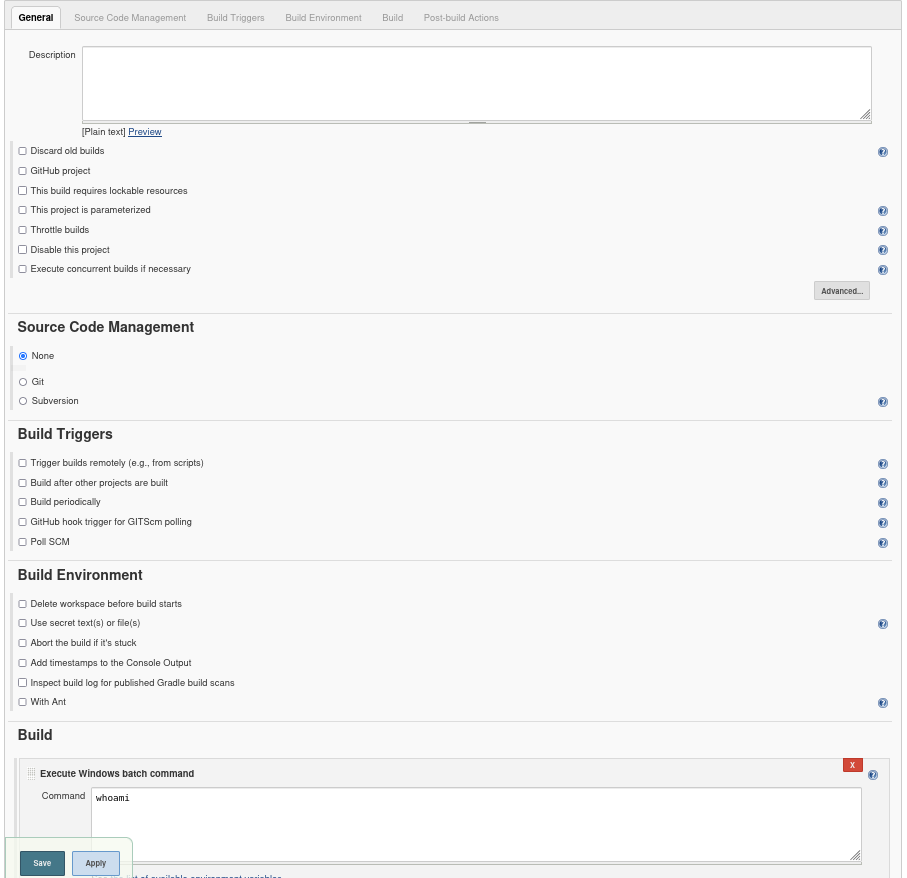 General Source Code Management Build Triggers Build Environment Build Post-build Actions
Description
[Plain text] Preview
Discard old builds
GitHub project
This build requires lockable resources
This project is parameterized
Throttle builds
Disable this project
Execute concurrent builds if necessary
Advanced...
Source Code Management
None
Git
Subversion
Build Triggers
Trigger builds remotely (e.g., from scripts)
Build after other projects are built
Build periodically
GitHub hook trigger for GITScm polling
Poll SCM
Build Environment
Delete workspace before build starts
Use secret text(s) or file(s)
Abort the build if it's stuck
Add timestamps to the Console Output
Inspect build log for published Gradle build scans
With Ant
Build
X
Execute Windows batch command
Command whoami
Save Apply
of available environment variables